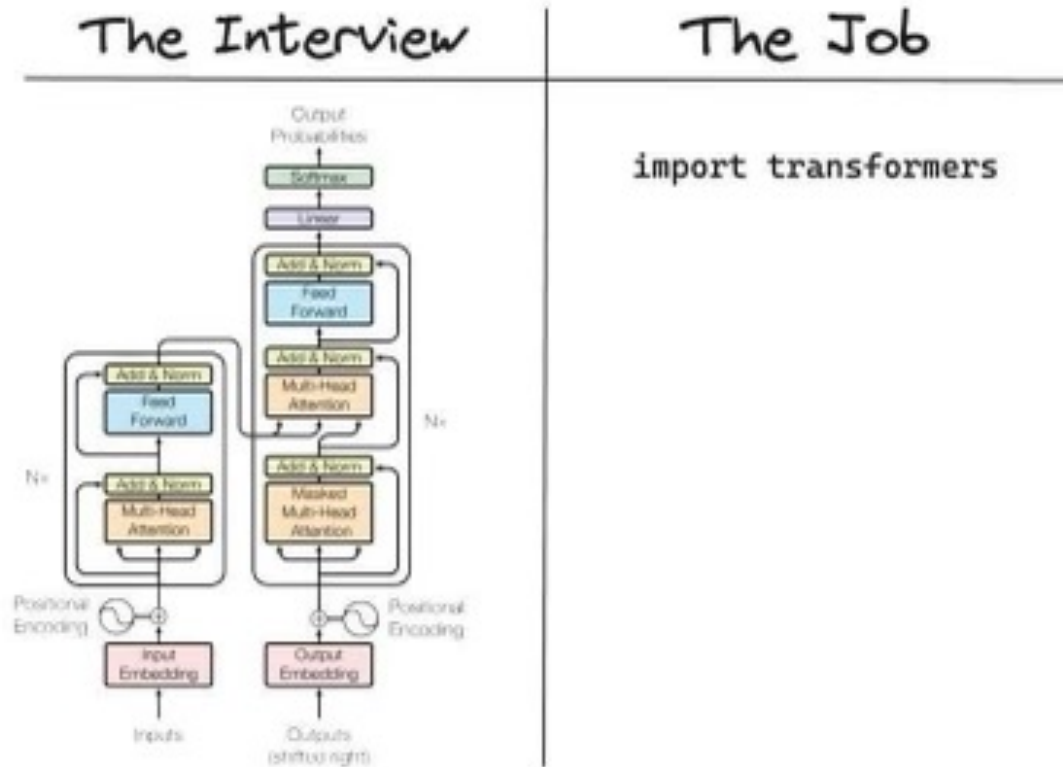 The Interview
The Job
Output
Probabilities
Softmax
Linear
Add & Norm
Feed
Forward
Add & Norm
Multi-Head
Attention
Nx
Add & Norm
Masked
Multi-Head
Attention
Add & Norm
Feed
Forward
Nx
Add & Norm
Multi-Head
Attention
Positional
Encoding
Positional
Encoding
Input
Embedding
Output
Embedding
Inputs
Outputs
(shifted right)
import transformers